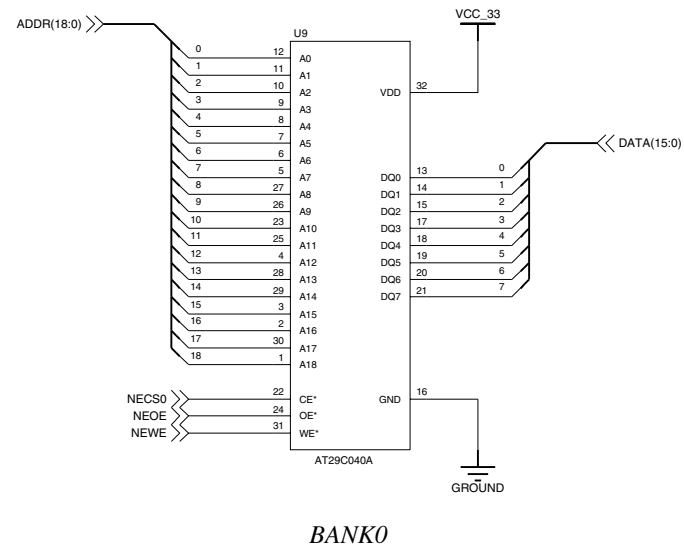 VCC_33
ADDR(18:0)
U9
0 12 A0
1 11 A1
2 10 A2
3 9 A3
4 8 A4
5 7 A5
6 6 A6
7 5 A7
8 27 A8
9 26 A9
10 23 A10
11 25 A11
12 4 A12
13 28 A13
14 29 A14
15 3 A15
16 2 A16
17 30 A17
18 1 A18
VDD 32
DATA(15:0)
DQ0 13 0
DQ1 14 1
DQ2 15 2
DQ3 17 3
DQ4 18 4
DQ5 19 5
DQ6 20 6
DQ7 21 7
NECS0 22 CE*
NEOE 24 OE*
NEWE 31 WE*
GND 16
AT29C040A
GROUND
BANK0